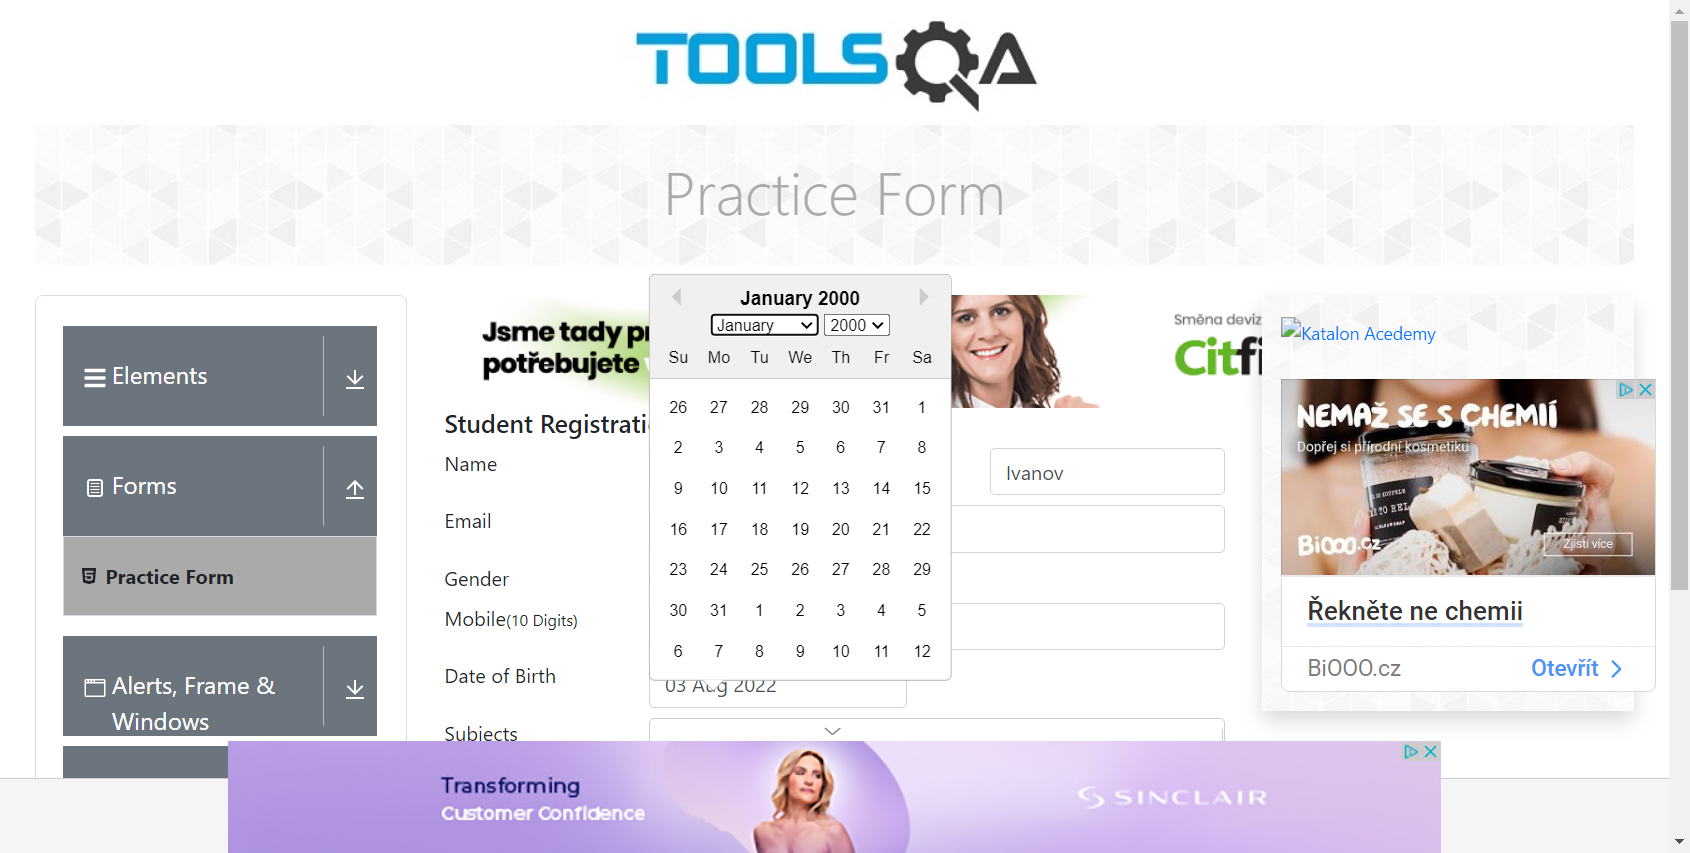 TOOLSQA
Practice Form
Elements
Forms
Practice Form
Alerts, Frame &
Windows
Jsme tady pr
potřebujete
Směna deviz
Citfi
Student Registrati
Name
Ivanov
Email
Gender
Mobile(10 Digits)
Date of Birth
03 Aug 2022
Subjects
January 2000
January 2000
Su Mo Tu We Th Fr Sa
26 27 28 29 30 31 1
2 3 4 5 6 7 8
9 10 11 12 13 14 15
16 17 18 19 20 21 22
23 24 25 26 27 28 29
30 31 1 2 3 4 5
6 7 8 9 10 11 12
Katalon Acedemy
NEMAŽ SE S CHEMIÍ
Dopřej si přírodní kosmetiku
BiOOO.cz
Zjisti více
Řekněte ne chemii
BiOOO.cz
Otevřít
Transforming
Customer Confidence
SINCLAIR